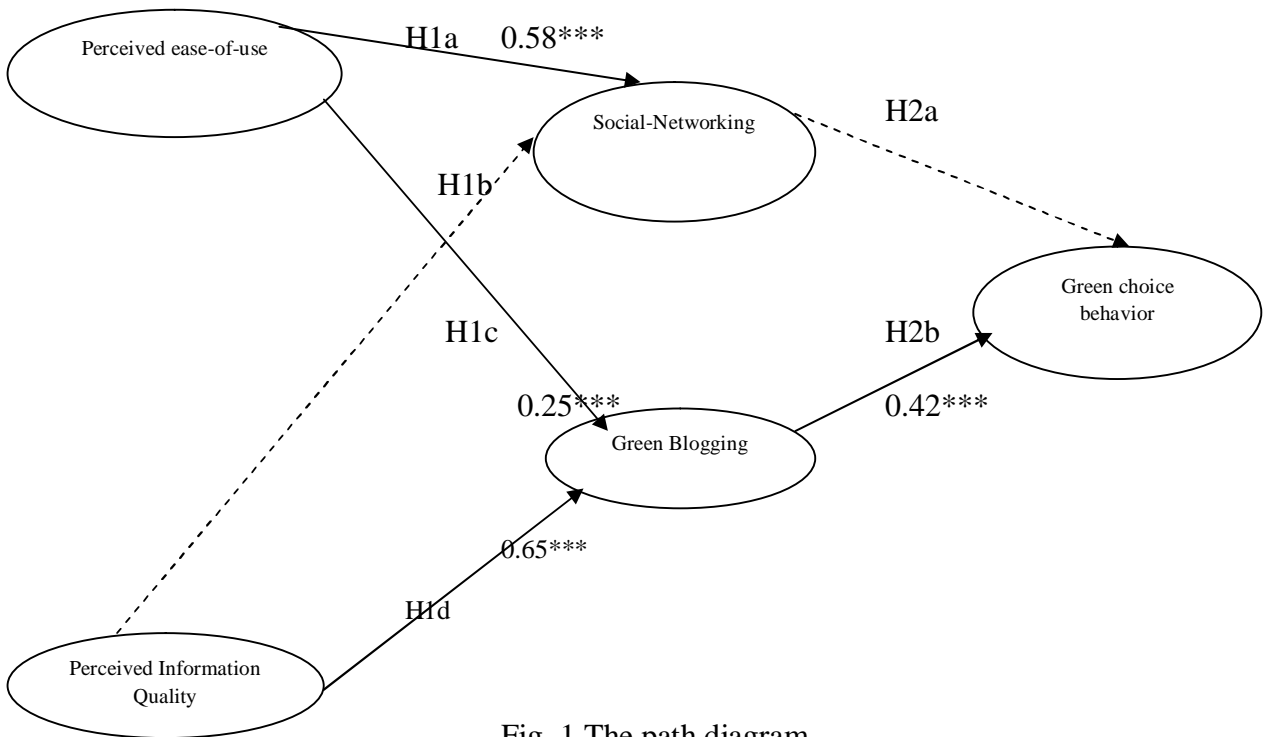 Perceived ease-of-use
H1a 0.58***
Social-Networking
H2a
H1b
Green choice
behavior
H1c
H2b
0.25***
0.42***
Green Blogging
0.65***
H1d
Perceived Information
Quality
Fig. 1 The path diagram